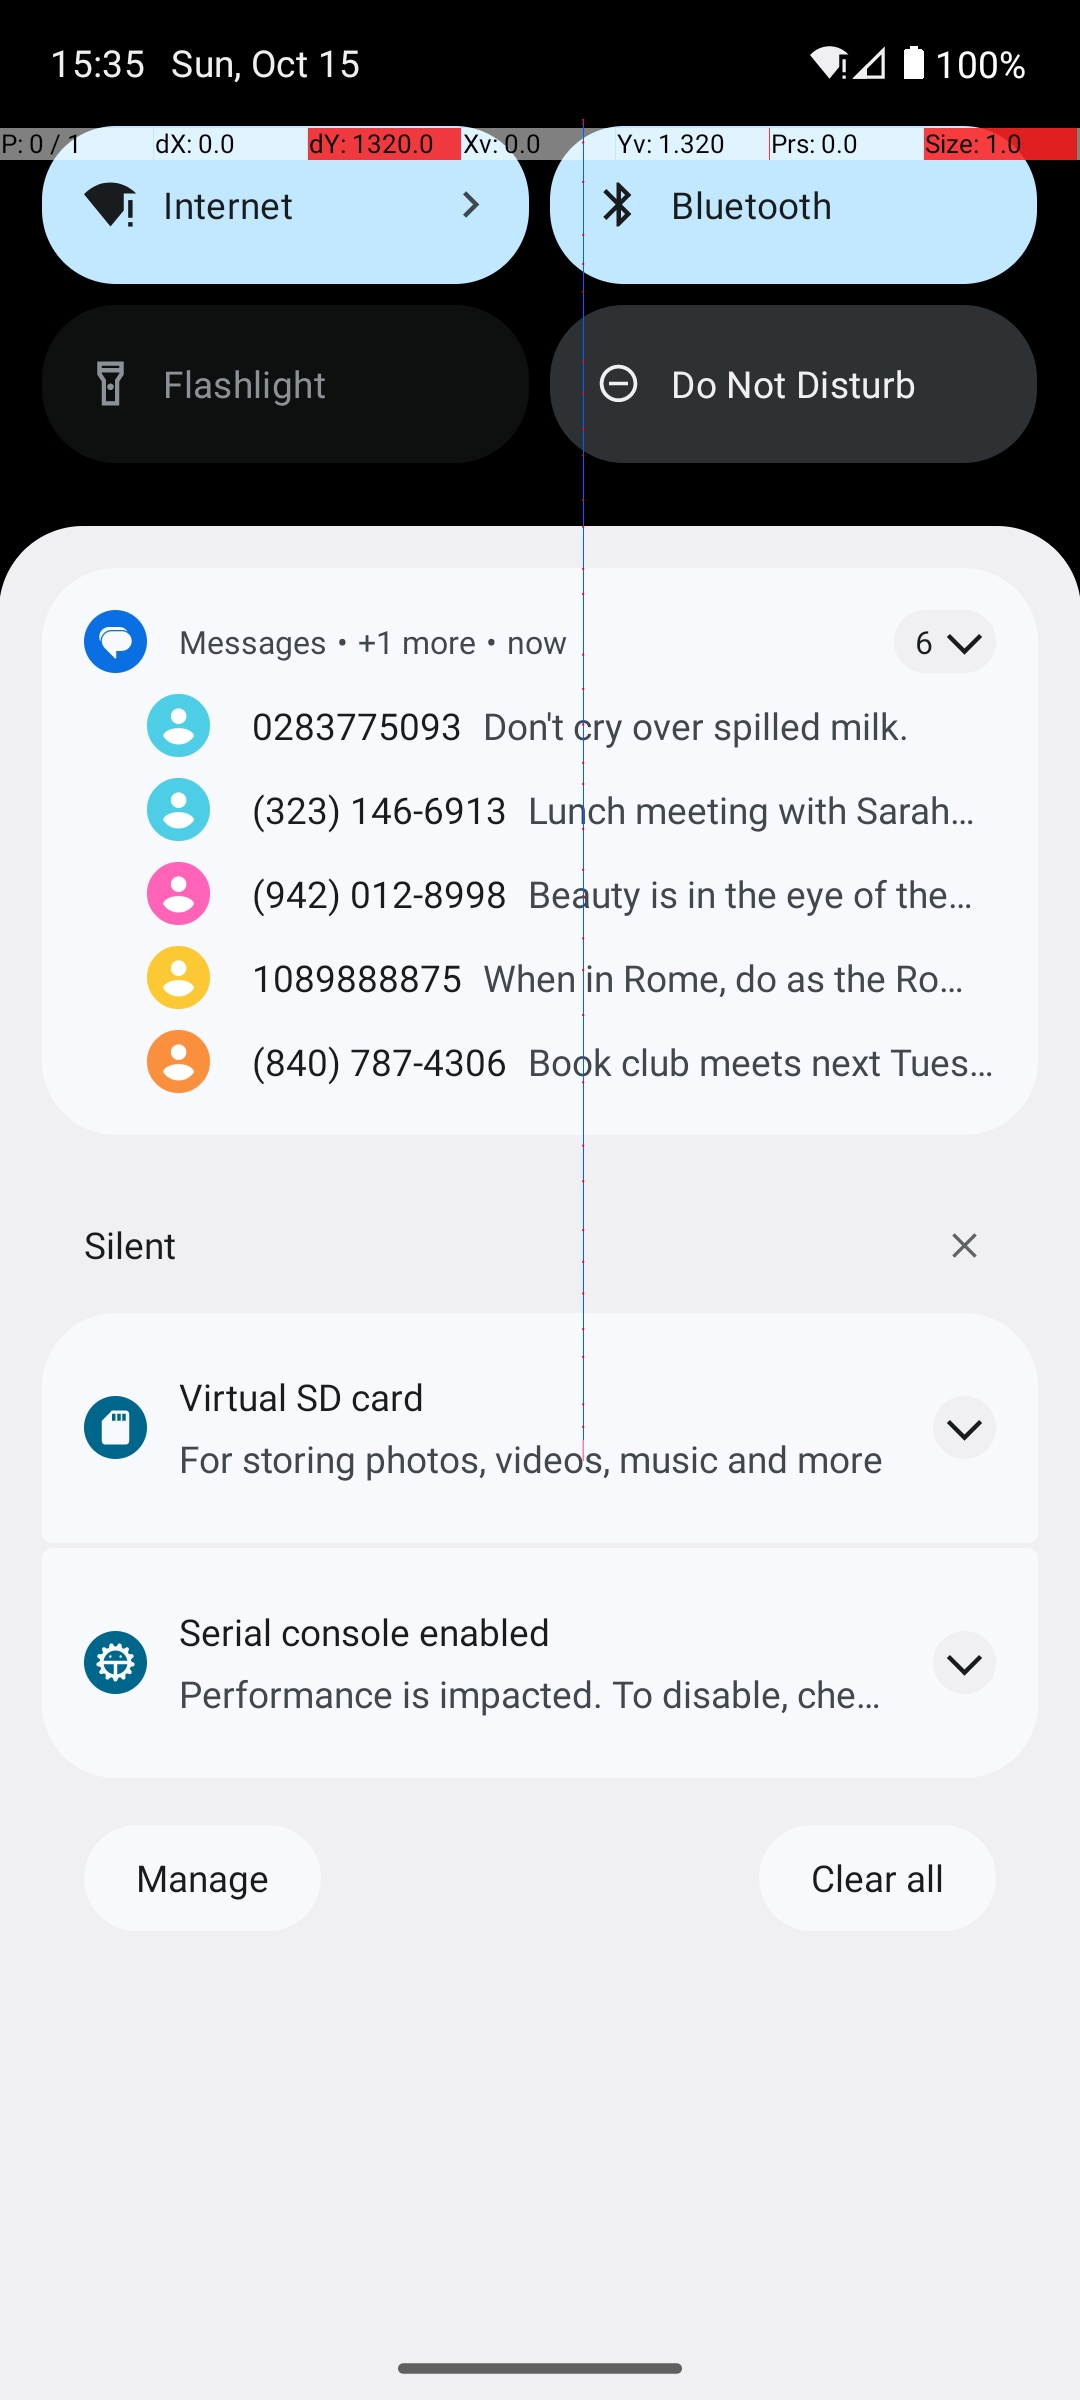 15:35 Sun, Oct 15 100%
P: 0 / 1 dX: 0.0 dY: 1320.0 Xv: 0.0 Yv: 1.320 Prs: 0.0 Size: 1.0
Internet Bluetooth
Flashlight Do Not Disturb
Messages • +1 more • now 6
0283775093 Don't cry over spilled milk.
(323) 146-6913 Lunch meeting with Sarah…
(942) 012-8998 Beauty is in the eye of the…
1089888875 When in Rome, do as the Ro…
(840) 787-4306 Book club meets next Tues…
Silent
Virtual SD card
For storing photos, videos, music and more
Serial console enabled
Performance is impacted. To disable, che…
Manage Clear all